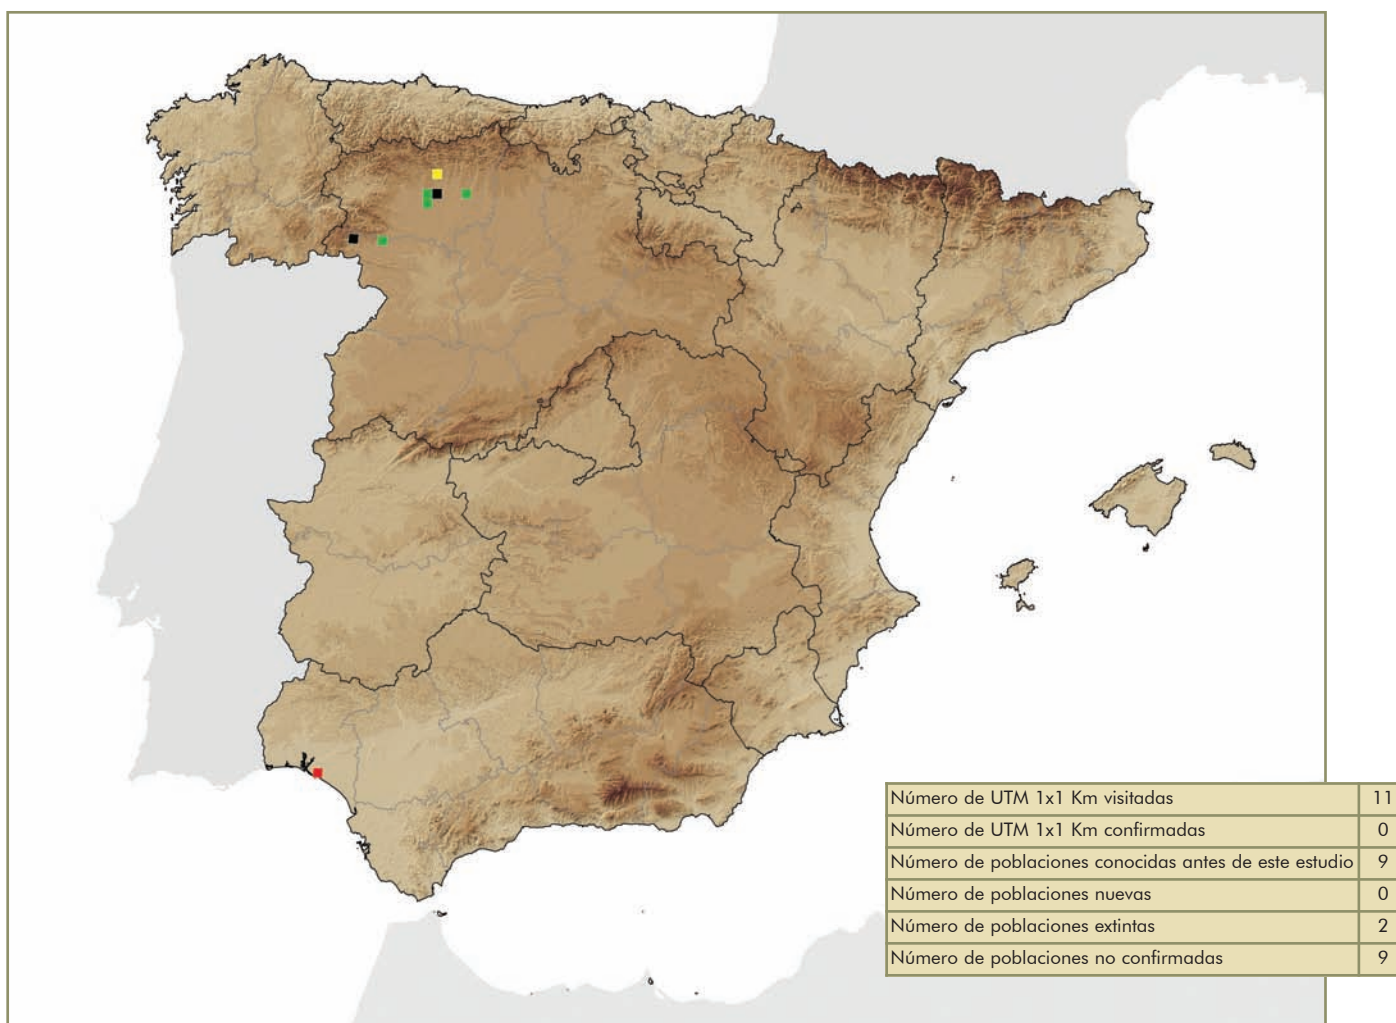 Número de UTM 1x1 Km visitadas 11
Número de UTM 1x1 Km confirmadas 0
Número de poblaciones conocidas antes de este estudio 9
Número de poblaciones nuevas 0
Número de poblaciones extintas 2
Número de poblaciones no confirmadas 9